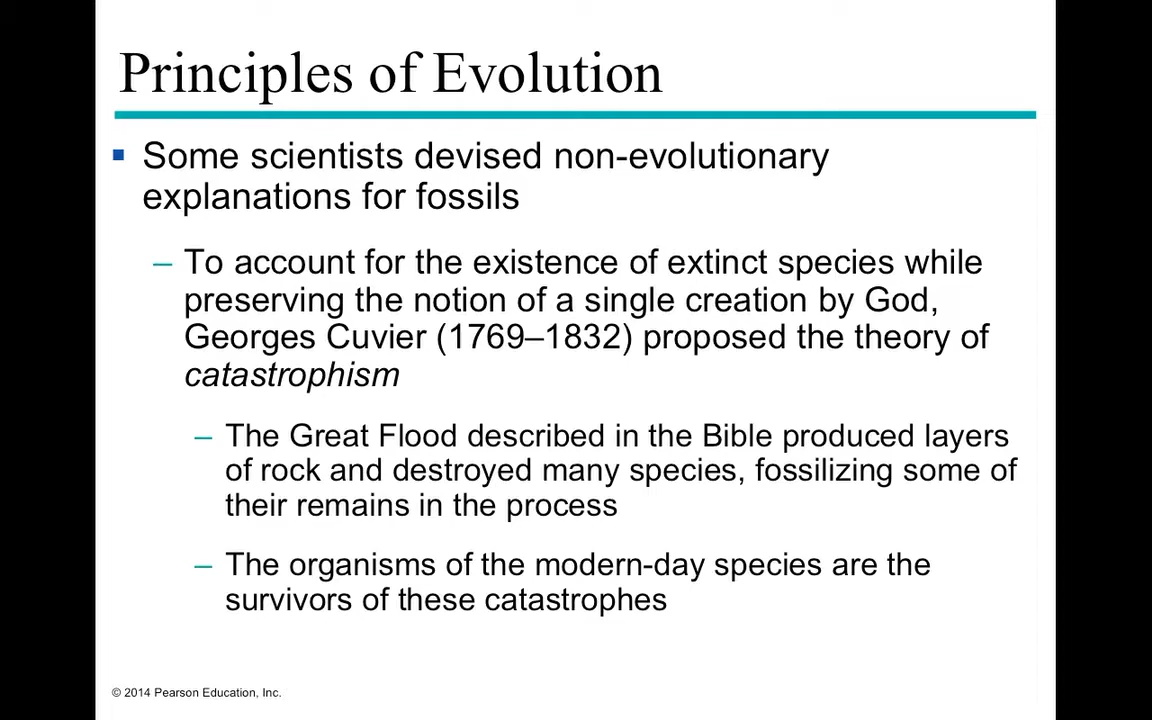 Principles of Evolution
▪ Some scientists devised non-evolutionary
explanations for fossils
– To account for the existence of extinct species while
preserving the notion of a single creation by God,
Georges Cuvier (1769–1832) proposed the theory of
catastrophism
– The Great Flood described in the Bible produced layers
of rock and destroyed many species, fossilizing some of
their remains in the process
– The organisms of the modern-day species are the
survivors of these catastrophes
© 2014 Pearson Education, Inc.